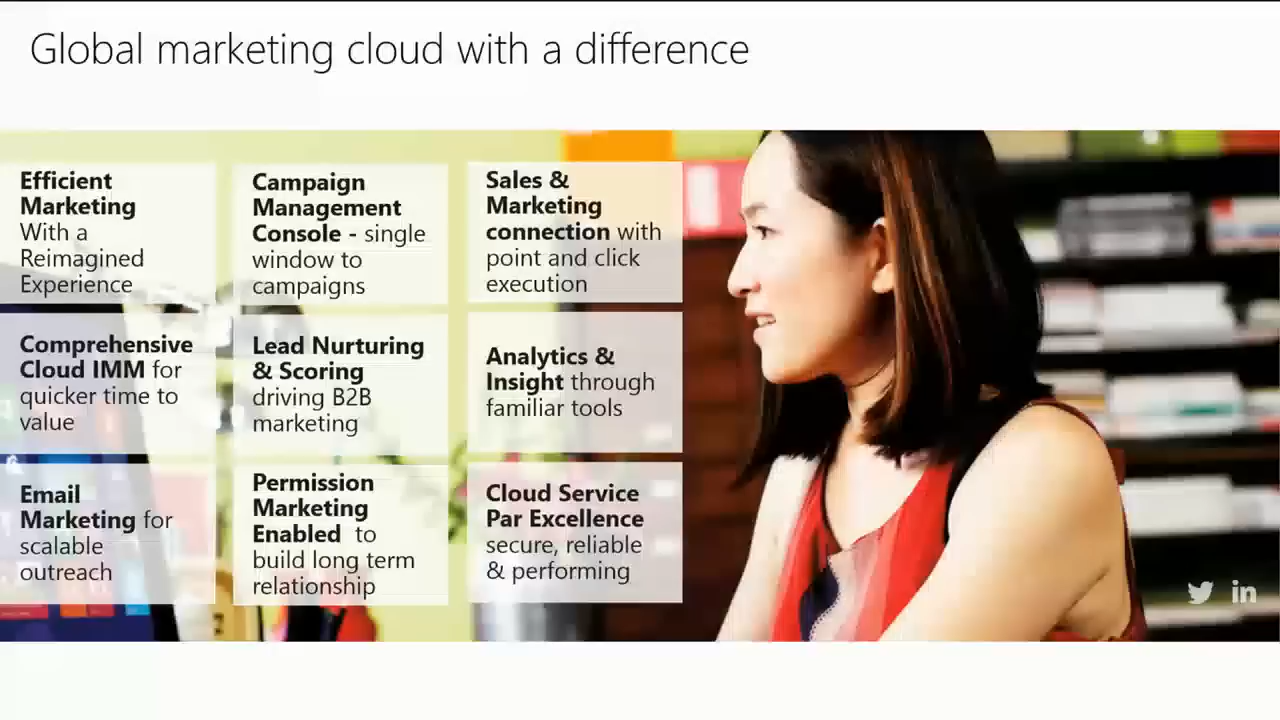 Global marketing cloud with a difference
Efficient
Marketing
With a
Reimagined
Experience
Campaign
Management
Console - single
window to
campaigns
Sales &
Marketing
connection with
point and click
execution
Comprehensive
Cloud IMM for
quicker time to
value
Lead Nurturing
& Scoring
driving B2B
marketing
Analytics &
Insight through
familiar tools
Email
Marketing for
scalable
outreach
Permission
Marketing
Enabled  to
build long term
relationship
Cloud Service
Par Excellence
secure, reliable
& performing
in